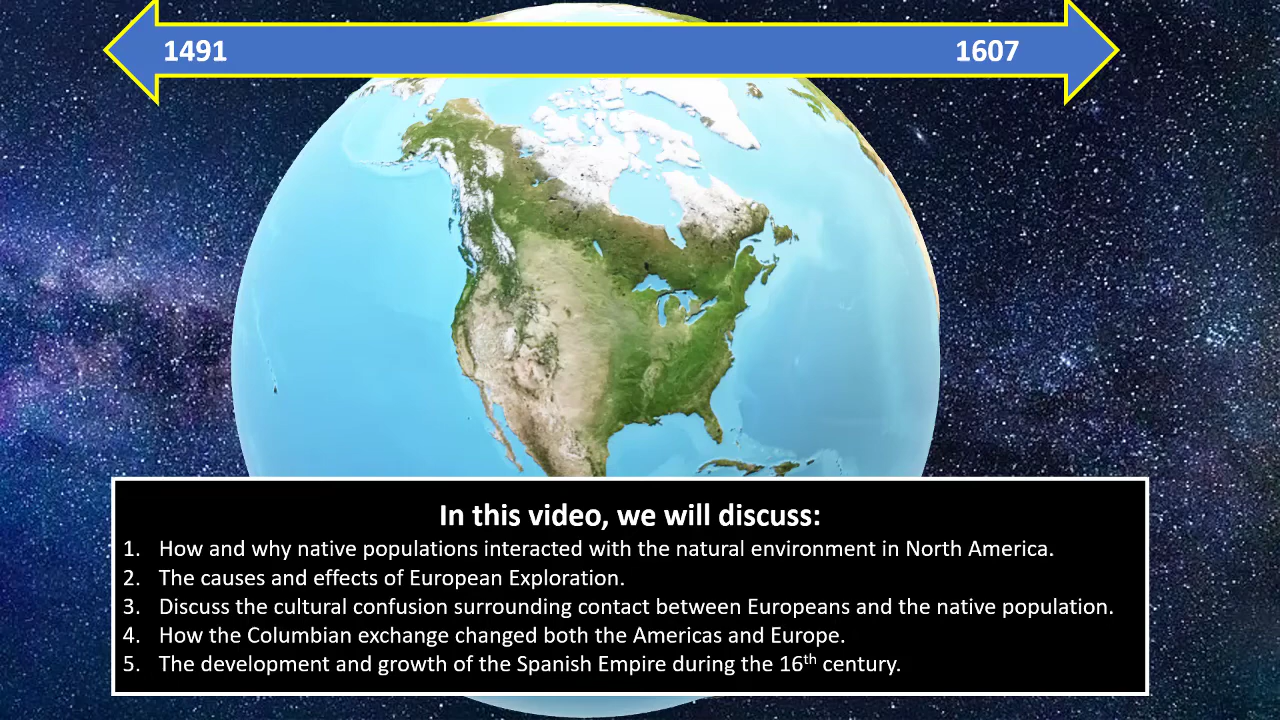 1491 1607
In this video, we will discuss:
1. How and why native populations interacted with the natural environment in North America.
2. The causes and effects of European Exploration.
3. Discuss the cultural confusion surrounding contact between Europeans and the native population.
4. How the Columbian exchange changed both the Americas and Europe.
5. The development and growth of the Spanish Empire during the 16th century.